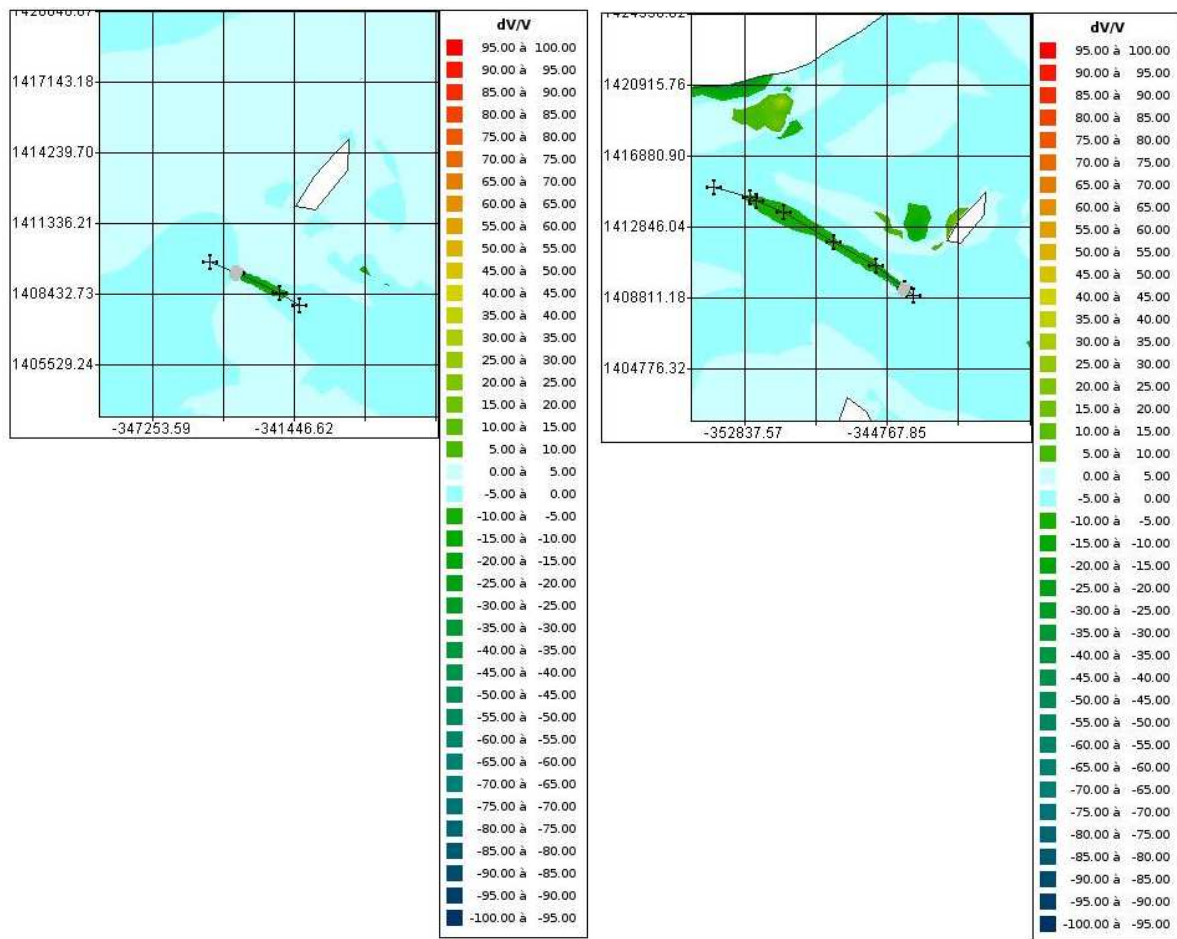 1417143.18
1414239.70
1411336.21
1408432.73
1405529.24
-347253.59 -341446.62
dV/V
95.00 à 100.00
90.00 à 95.00
85.00 à 90.00
80.00 à 85.00
75.00 à 80.00
70.00 à 75.00
65.00 à 70.00
60.00 à 65.00
55.00 à 60.00
50.00 à 55.00
45.00 à 50.00
40.00 à 45.00
35.00 à 40.00
30.00 à 35.00
25.00 à 30.00
20.00 à 25.00
15.00 à 20.00
10.00 à 15.00
5.00 à 10.00
0.00 à 5.00
-5.00 à 0.00
-10.00 à -5.00
-15.00 à -10.00
-20.00 à -15.00
-25.00 à -20.00
-30.00 à -25.00
-35.00 à -30.00
-40.00 à -35.00
-45.00 à -40.00
-50.00 à -45.00
-55.00 à -50.00
-60.00 à -55.00
-65.00 à -60.00
-70.00 à -65.00
-75.00 à -70.00
-80.00 à -75.00
-85.00 à -80.00
-90.00 à -85.00
-95.00 à -90.00
-100.00 à -95.00
1420915.76
1416880.90
1412846.04
1408811.18
1404776.32
-352837.57 -344767.85
dV/V
95.00 à 100.00
90.00 à 95.00
85.00 à 90.00
80.00 à 85.00
75.00 à 80.00
70.00 à 75.00
65.00 à 70.00
60.00 à 65.00
55.00 à 60.00
50.00 à 55.00
45.00 à 50.00
40.00 à 45.00
35.00 à 40.00
30.00 à 35.00
25.00 à 30.00
20.00 à 25.00
15.00 à 20.00
10.00 à 15.00
5.00 à 10.00
0.00 à 5.00
-5.00 à 0.00
-10.00 à -5.00
-15.00 à -10.00
-20.00 à -15.00
-25.00 à -20.00
-30.00 à -25.00
-35.00 à -30.00
-40.00 à -35.00
-45.00 à -40.00
-50.00 à -45.00
-55.00 à -50.00
-60.00 à -55.00
-65.00 à -60.00
-70.00 à -65.00
-75.00 à -70.00
-80.00 à -75.00
-85.00 à -80.00
-90.00 à -85.00
-95.00 à -90.00
-100.00 à -95.00